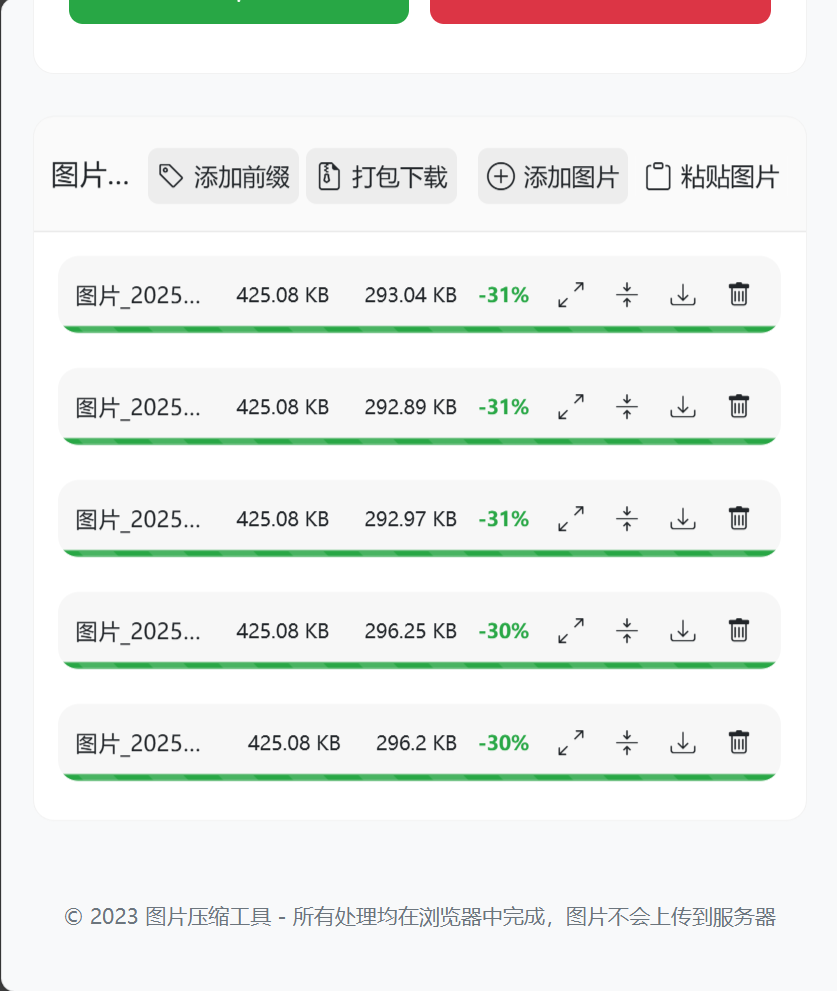 图片... 添加前缀 打包下载 添加图片 粘贴图片
图片_2025... 425.08 KB 293.04 KB -31%
图片_2025... 425.08 KB 292.89 KB -31%
图片_2025... 425.08 KB 292.97 KB -31%
图片_2025... 425.08 KB 296.25 KB -30%
图片_2025... 425.08 KB 296.2 KB -30%
© 2023 图片压缩工具 - 所有处理均在浏览器中完成，图片不会上传到服务器